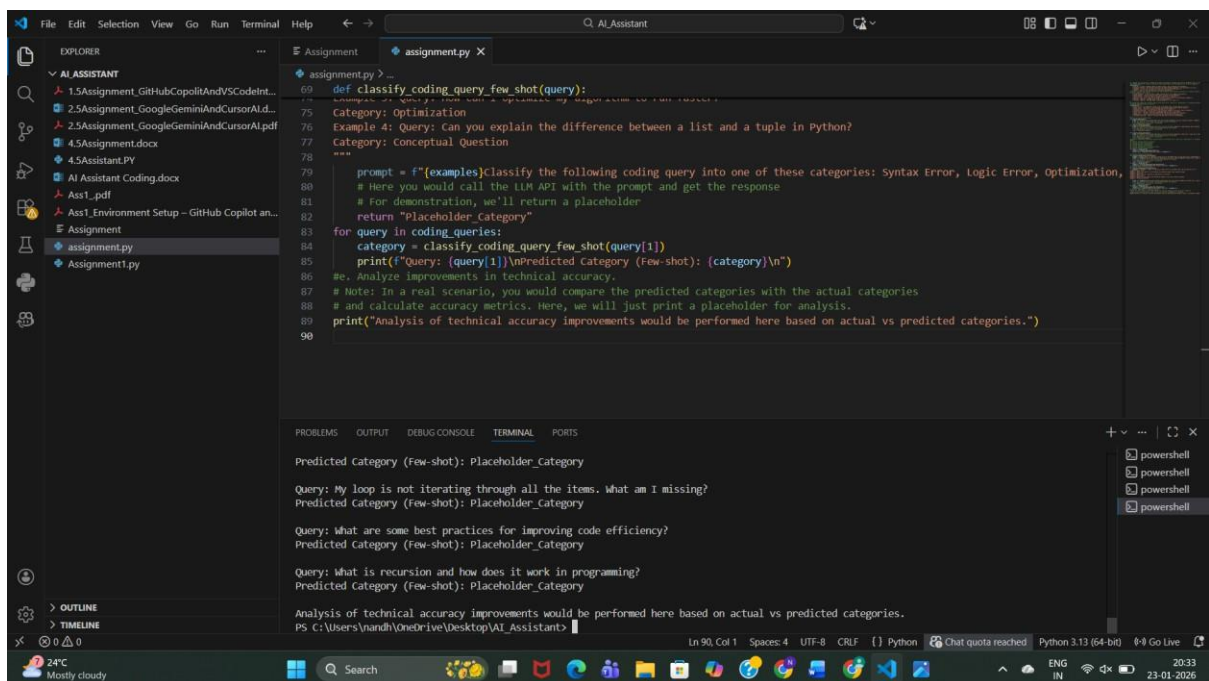 File Edit Selection View Go Run Terminal Help
AI_Assistant
EXPLORER
AI_ASSISTANT
1.5Assignment_GitHubCopolitAndVSCodeInt...
2.5Assignment_GoogleGeminiAndCursorAI.d...
2.5Assignment_GoogleGeminiAndCursorAI.pdf
4.5Assignment.docx
4.5Assistant.PY
AI Assistant Coding.docx
Ass1_.pdf
Ass1_Environment Setup – GitHub Copilot an...
Assignment
assignment.py
Assignment1.py
OUTLINE
TIMELINE
Assignment
assignment.py
assignment.py > ...
69 def classify_coding_query_few_shot(query):
74 Example 3: Query: How can I optimize my algorithm to run faster?
75 Category: Optimization
76 Example 4: Query: Can you explain the difference between a list and a tuple in Python?
77 Category: Conceptual Question
78 """
79 prompt = f"{examples}Classify the following coding query into one of these categories: Syntax Error, Logic Error, Optimization,
80 # Here you would call the LLM API with the prompt and get the response
81 # For demonstration, we'll return a placeholder
82 return "Placeholder_Category"
83 for query in coding_queries:
84 category = classify_coding_query_few_shot(query[1])
85 print(f"Query: {query[1]}\nPredicted Category (Few-shot): {category}\n")
86 #e. Analyze improvements in technical accuracy.
87 # Note: In a real scenario, you would compare the predicted categories with the actual categories
88 # and calculate accuracy metrics. Here, we will just print a placeholder for analysis.
89 print("Analysis of technical accuracy improvements would be performed here based on actual vs predicted categories.")
90
PROBLEMS OUTPUT DEBUG CONSOLE TERMINAL PORTS
Predicted Category (Few-shot): Placeholder_Category
Query: My loop is not iterating through all the items. What am I missing?
Predicted Category (Few-shot): Placeholder_Category
Query: What are some best practices for improving code efficiency?
Predicted Category (Few-shot): Placeholder_Category
Query: What is recursion and how does it work in programming?
Predicted Category (Few-shot): Placeholder_Category
Analysis of technical accuracy improvements would be performed here based on actual vs predicted categories.
PS C:\Users\nandh\OneDrive\Desktop\AI_Assistant>
powershell
powershell
powershell
powershell
0 0
Ln 90, Col 1 Spaces: 4 UTF-8 CRLF {} Python Chat quota reached Python 3.13 (64-bit) Go Live
7
24°C
Mostly cloudy
Search
ENG
IN
20:33
23-01-2026